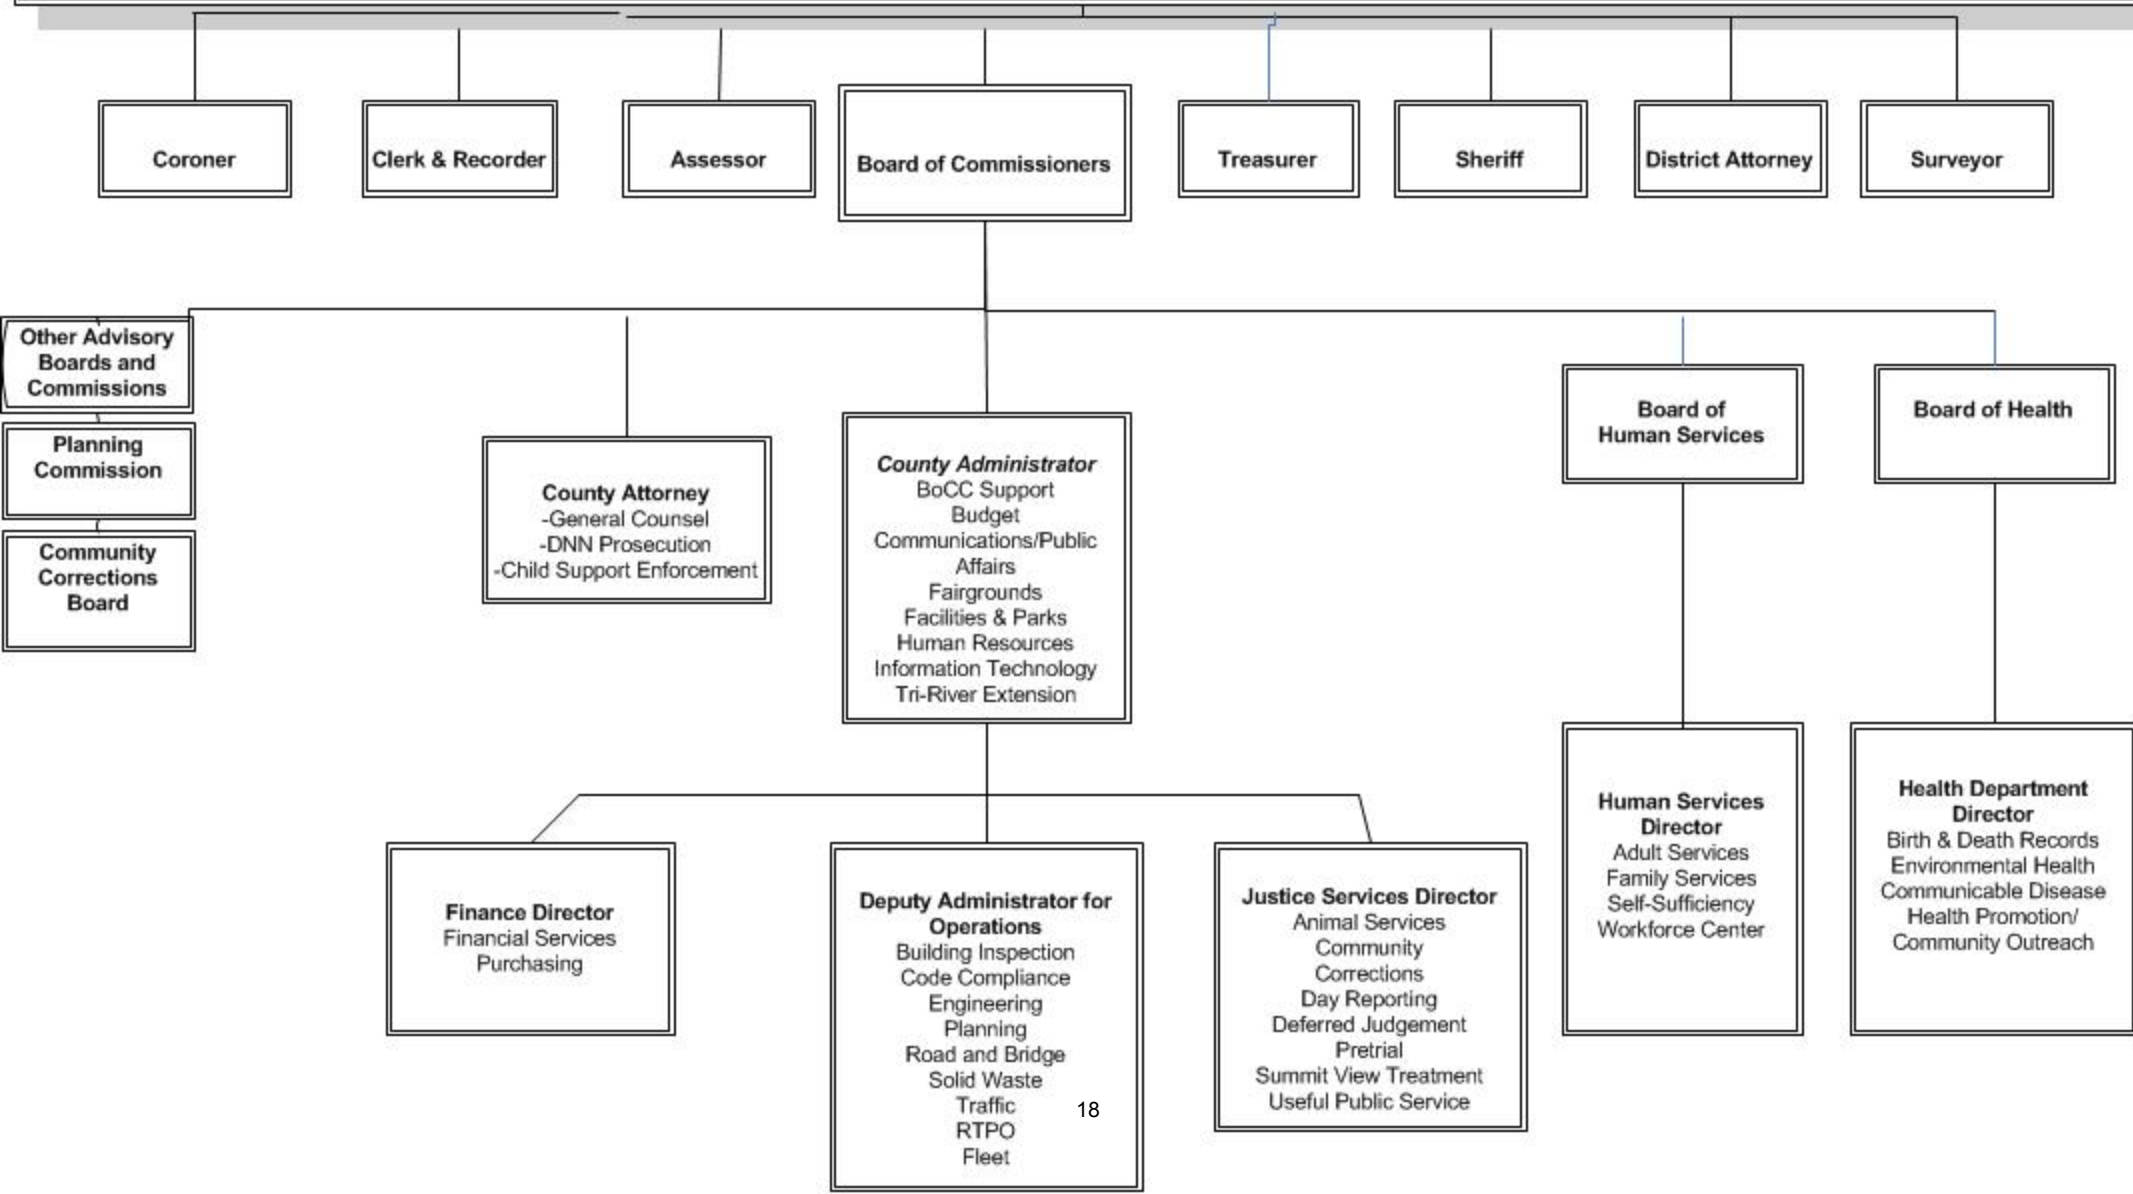 Coroner
Clerk & Recorder
Assessor
Board of Commissioners
Treasurer
Sheriff
District Attorney
Surveyor
Other Advisory
Boards and
Commissions
Planning
Commission
Community
Corrections
Board
County Attorney
-General Counsel
-DNN Prosecution
-Child Support Enforcement
County Administrator
BoCC Support
Budget
Communications/Public
Affairs
Fairgrounds
Facilities & Parks
Human Resources
Information Technology
Tri-River Extension
Board of
Human Services
Board of Health
Finance Director
Financial Services
Purchasing
Deputy Administrator for
Operations
Building Inspection
Code Compliance
Engineering
Planning
Road and Bridge
Solid Waste
Traffic
RTPO
Fleet
18
Justice Services Director
Animal Services
Community
Corrections
Day Reporting
Deferred Judgement
Pretrial
Summit View Treatment
Useful Public Service
Human Services
Director
Adult Services
Family Services
Self-Sufficiency
Workforce Center
Health Department
Director
Birth & Death Records
Environmental Health
Communicable Disease
Health Promotion/
Community Outreach